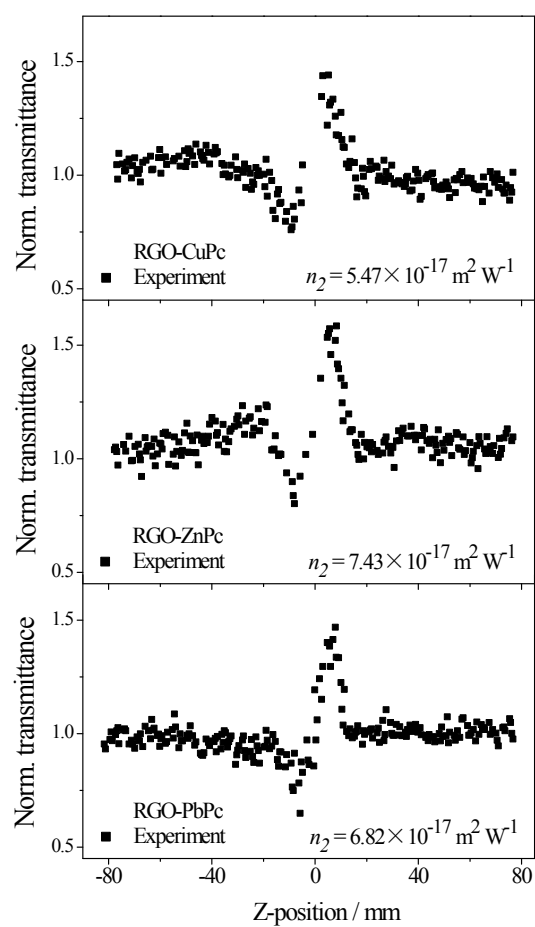 Norm. transmittance
1.5
1.0
0.5
RGO-CuPc
■ Experiment
n₂ = 5.47 × 10⁻¹⁷ m² W⁻¹
Norm. transmittance
1.5
1.0
0.5
RGO-ZnPc
■ Experiment
n₂ = 7.43 × 10⁻¹⁷ m² W⁻¹
Norm. transmittance
1.5
1.0
0.5
RGO-PbPc
■ Experiment
n₂ = 6.82 × 10⁻¹⁷ m² W⁻¹
-80 -40 0 40 80
Z-position / mm